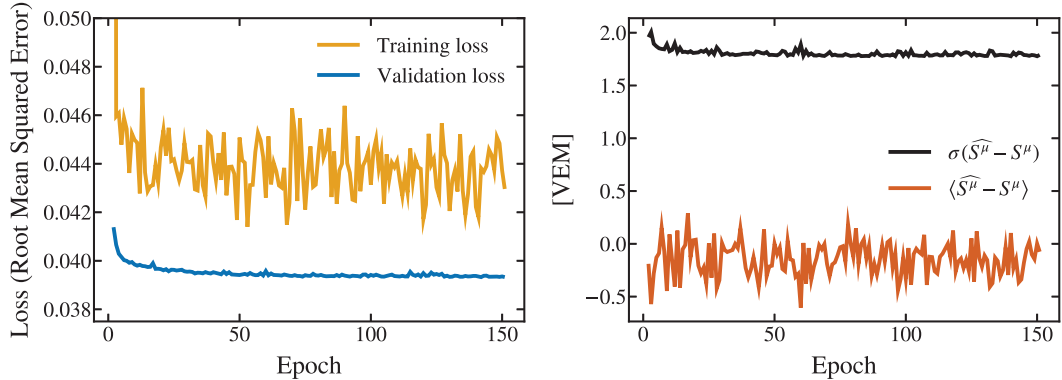 Loss (Root Mean Squared Error)
0.050
0.048
0.046
0.044
0.042
0.040
0.038
Training loss
Validation loss
0
50
100
150
Epoch
[VEM]
2.0
1.5
1.0
0.5
0.0
−0.5
σ(\widehat{S^μ} − S^μ)
⟨\widehat{S^μ} − S^μ⟩
0
50
100
150
Epoch